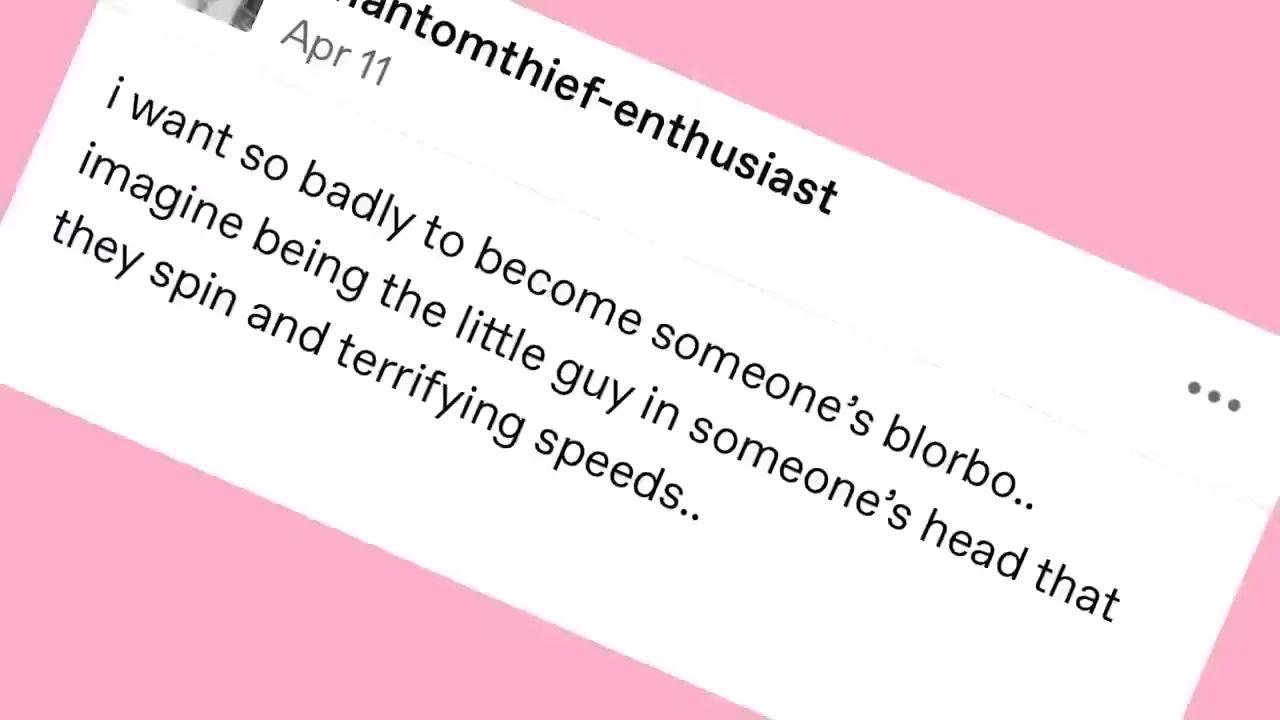 hantomthief-enthusiast
Apr 11
i want so badly to become someone’s blorbo..
imagine being the little guy in someone’s head that
they spin and terrifying speeds..